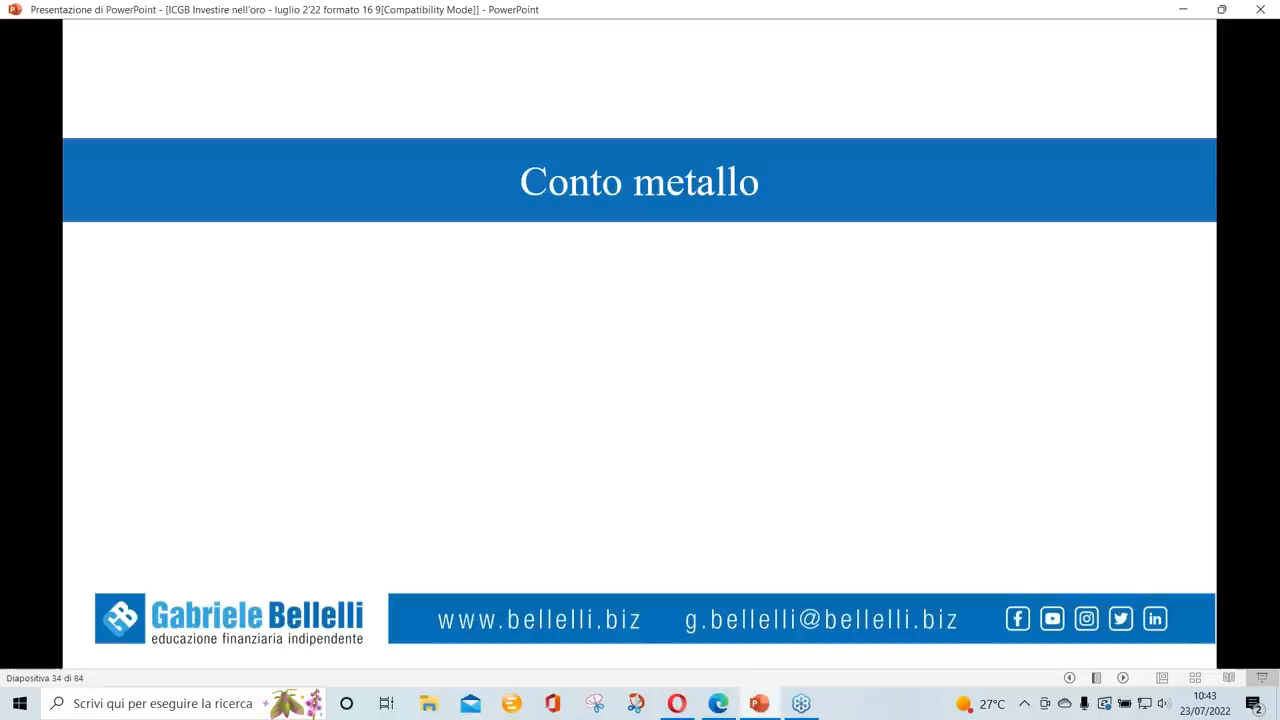 Presentazione di PowerPoint - [ICGB Investire nell'oro - luglio 2'22 formato 16 9[Compatibility Mode]] - PowerPoint
Conto metallo
Gabriele Bellelli
educazione finanziaria indipendente
www.bellelli.biz g.bellelli@bellelli.biz
Diapositiva 34 di 84
Scrivi qui per eseguire la ricerca
27°C
10:43
23/07/2022
2